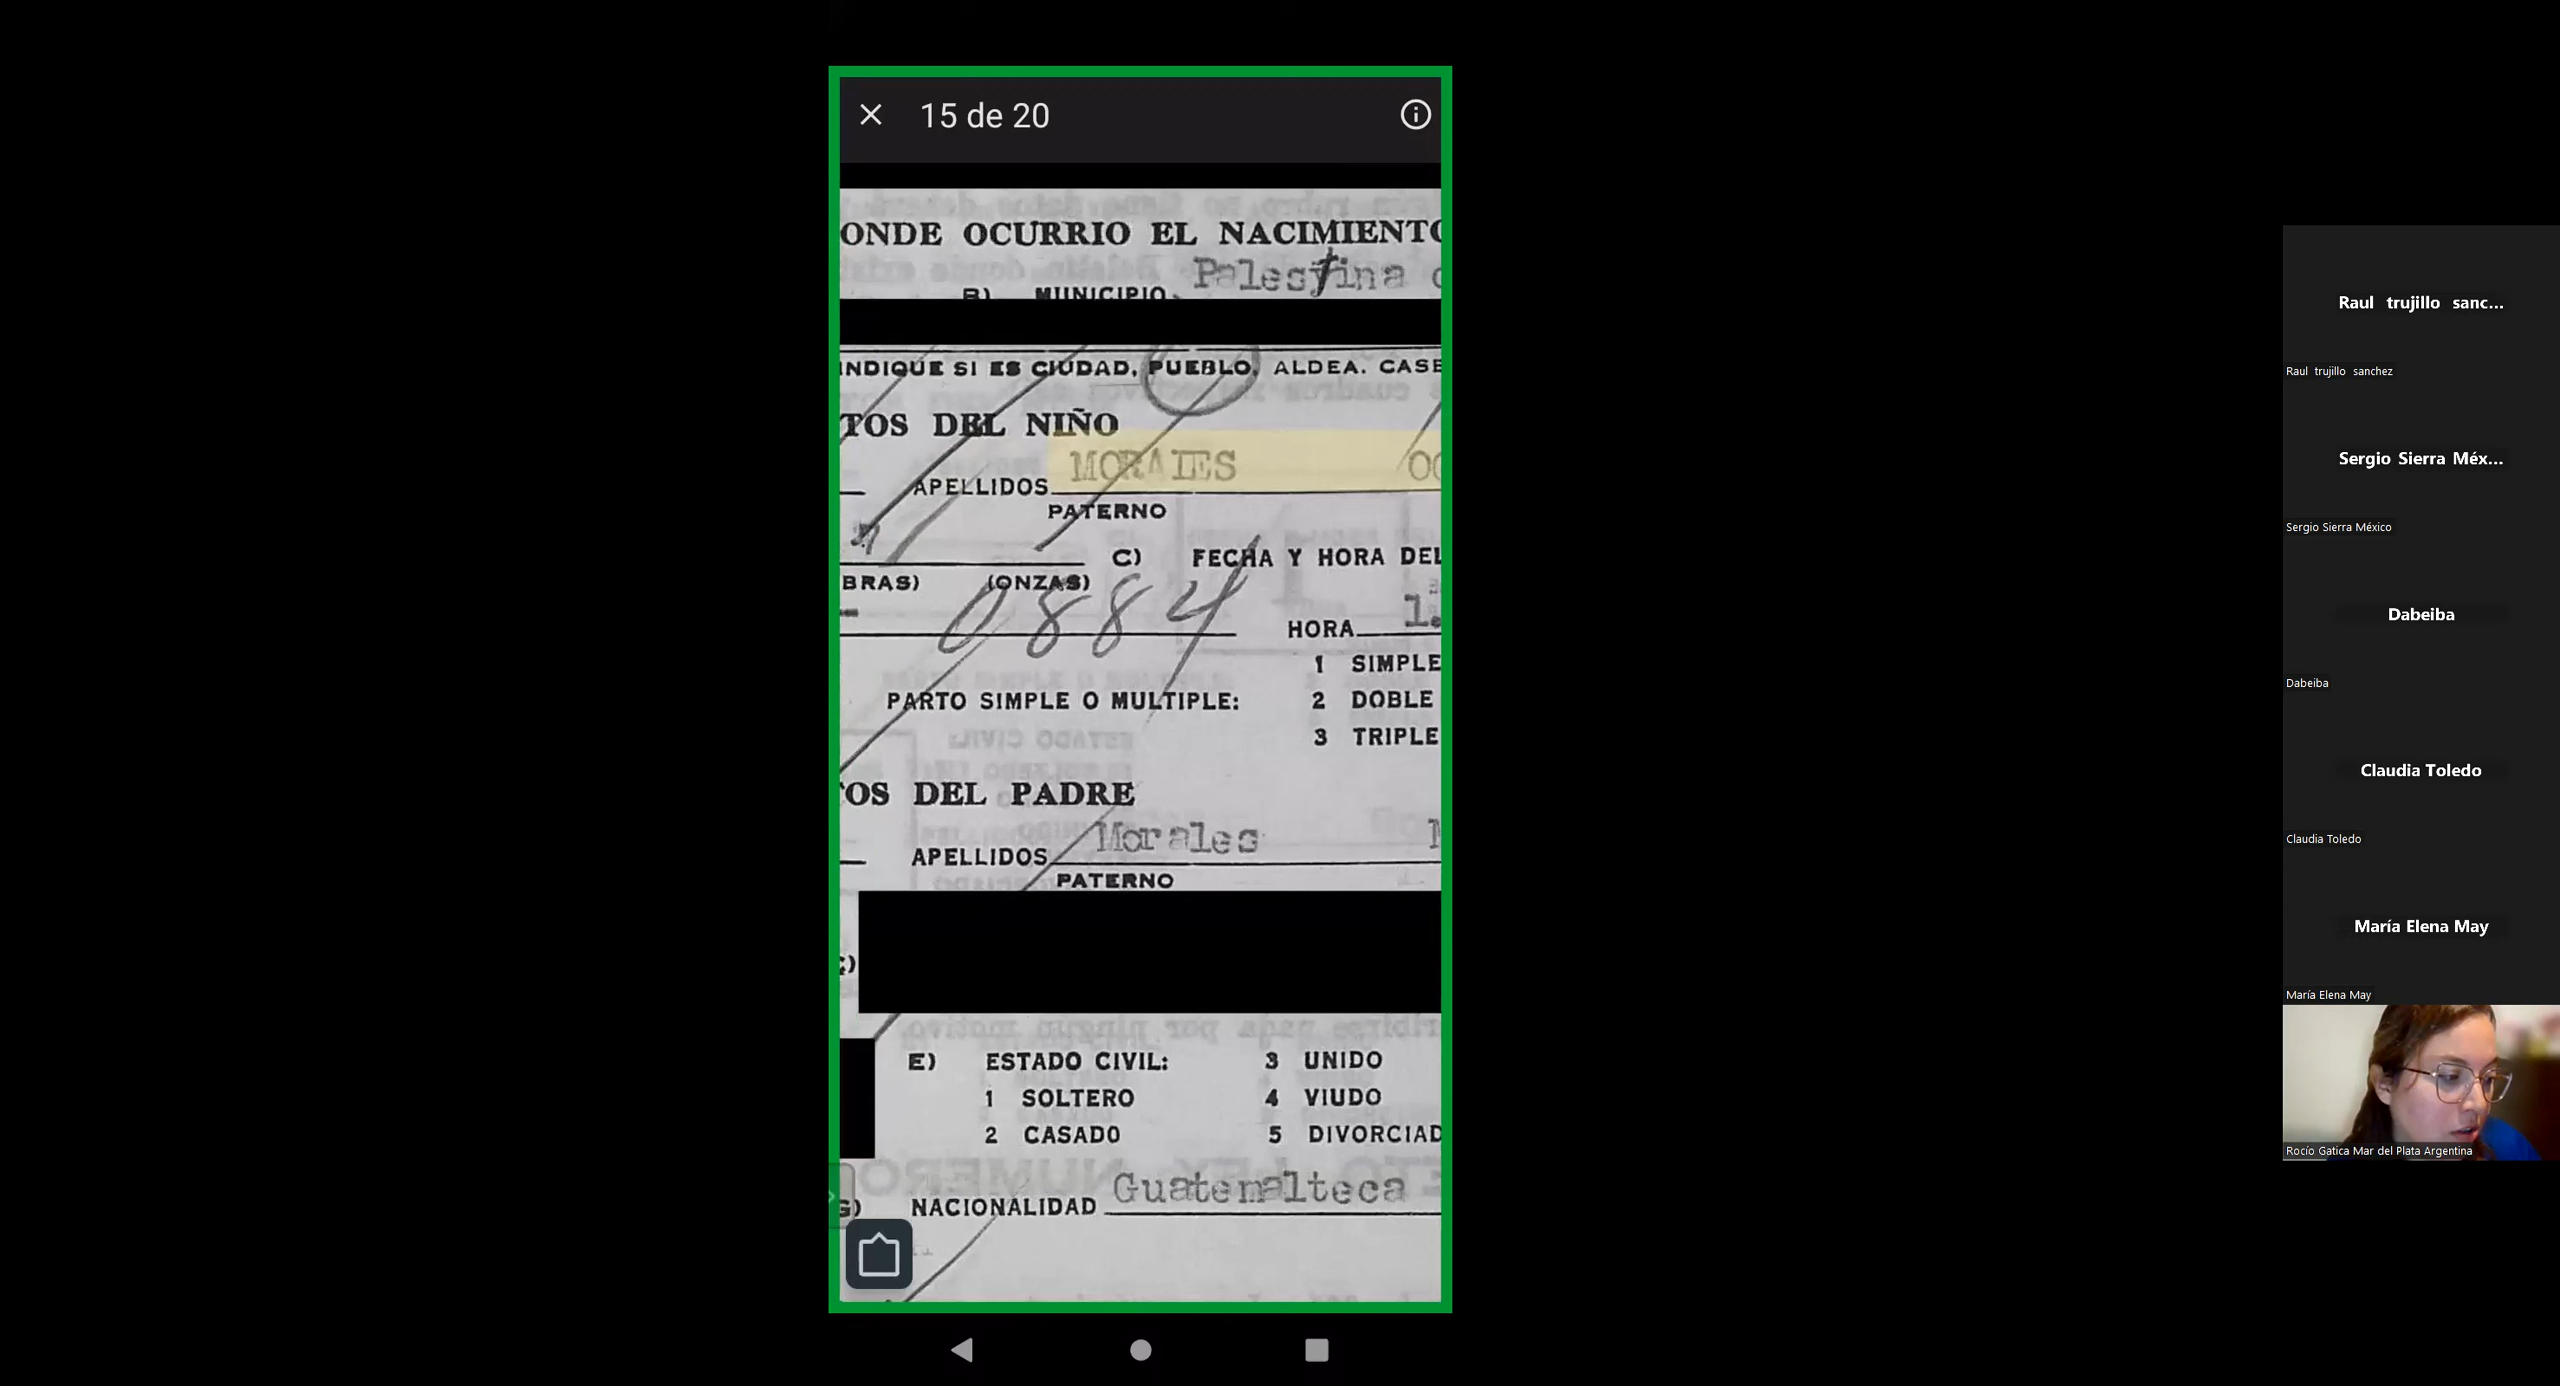 15 de 20
ONDE OCURRIO EL NACIMIENTO
Palestina
B) MUNICIPIO
INDIQUE SI ES CIUDAD, PUEBLO, ALDEA. CASE
TOS DEL NIÑO
MORALES OC
APELLIDOS
PATERNO
C) FECHA Y HORA DEL
BRAS) (ONZAS)
0884
HORA 1
1 SIMPLE
PARTO SIMPLE O MULTIPLE: 2 DOBLE
3 TRIPLE
TOS DEL PADRE
Morales M
APELLIDOS
PATERNO
C)
E) ESTADO CIVIL: 3 UNIDO
1 SOLTERO 4 VIUDO
2 CASADO 5 DIVORCIAD
Guatemalteca
G) NACIONALIDAD
Raul trujillo sanc...
Raul trujillo sanchez
Sergio Sierra Méx...
Sergio Sierra México
Dabeiba
Dabeiba
Claudia Toledo
Claudia Toledo
María Elena May
María Elena May
Rocío Gatica Mar del Plata Argentina